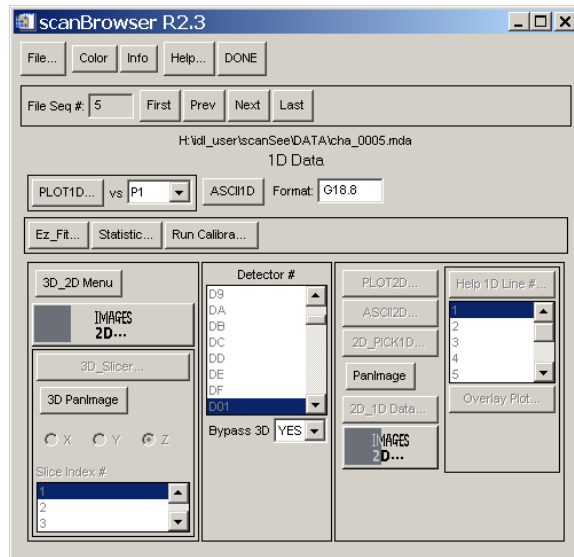 scanBrowser R2.3
File... Color Info Help... DONE
File Seq #: 5 First Prev Next Last
H:\idl_user\scanSee\DATA\cha_0005.mda
1D Data
PLOT1D... vs P1 ASCII1D Format: G18.8
Ez_Fit... Statistic... Run Calibra...
3D_2D Menu
IMAGES
2D...
3D_Slicer...
3D PanImage
X Y Z
Slice Index #
1
2
3
Detector #
D9
DA
DB
DC
DD
DE
DF
D01
Bypass 3D YES
PLOT2D...
ASCII2D...
2D_PICK1D...
PanImage
2D_1D Data...
IMAGES
2D...
Help 1D Line #...
1
2
3
4
5
Overlay Plot...